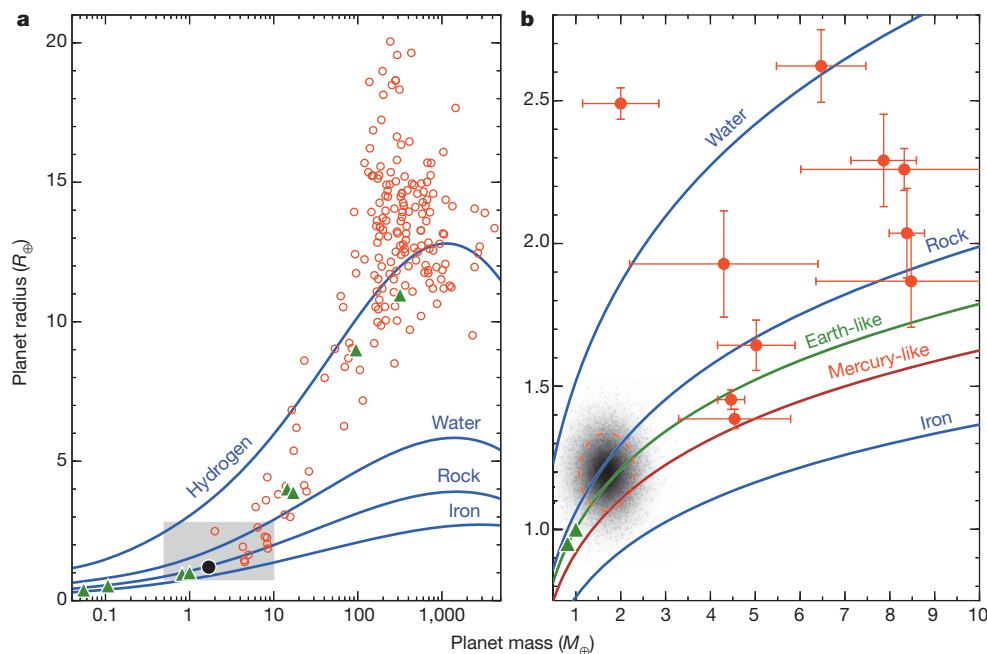 a
b
Planet radius (R⊕)
20
15
10
5
0
Hydrogen
Water
Rock
Iron
0.1
1
10
100
1,000
2.5
2.0
1.5
1.0
Water
Rock
Earth-like
Mercury-like
Iron
1 2 3 4 5 6 7 8 9 10
Planet mass (M⊕)